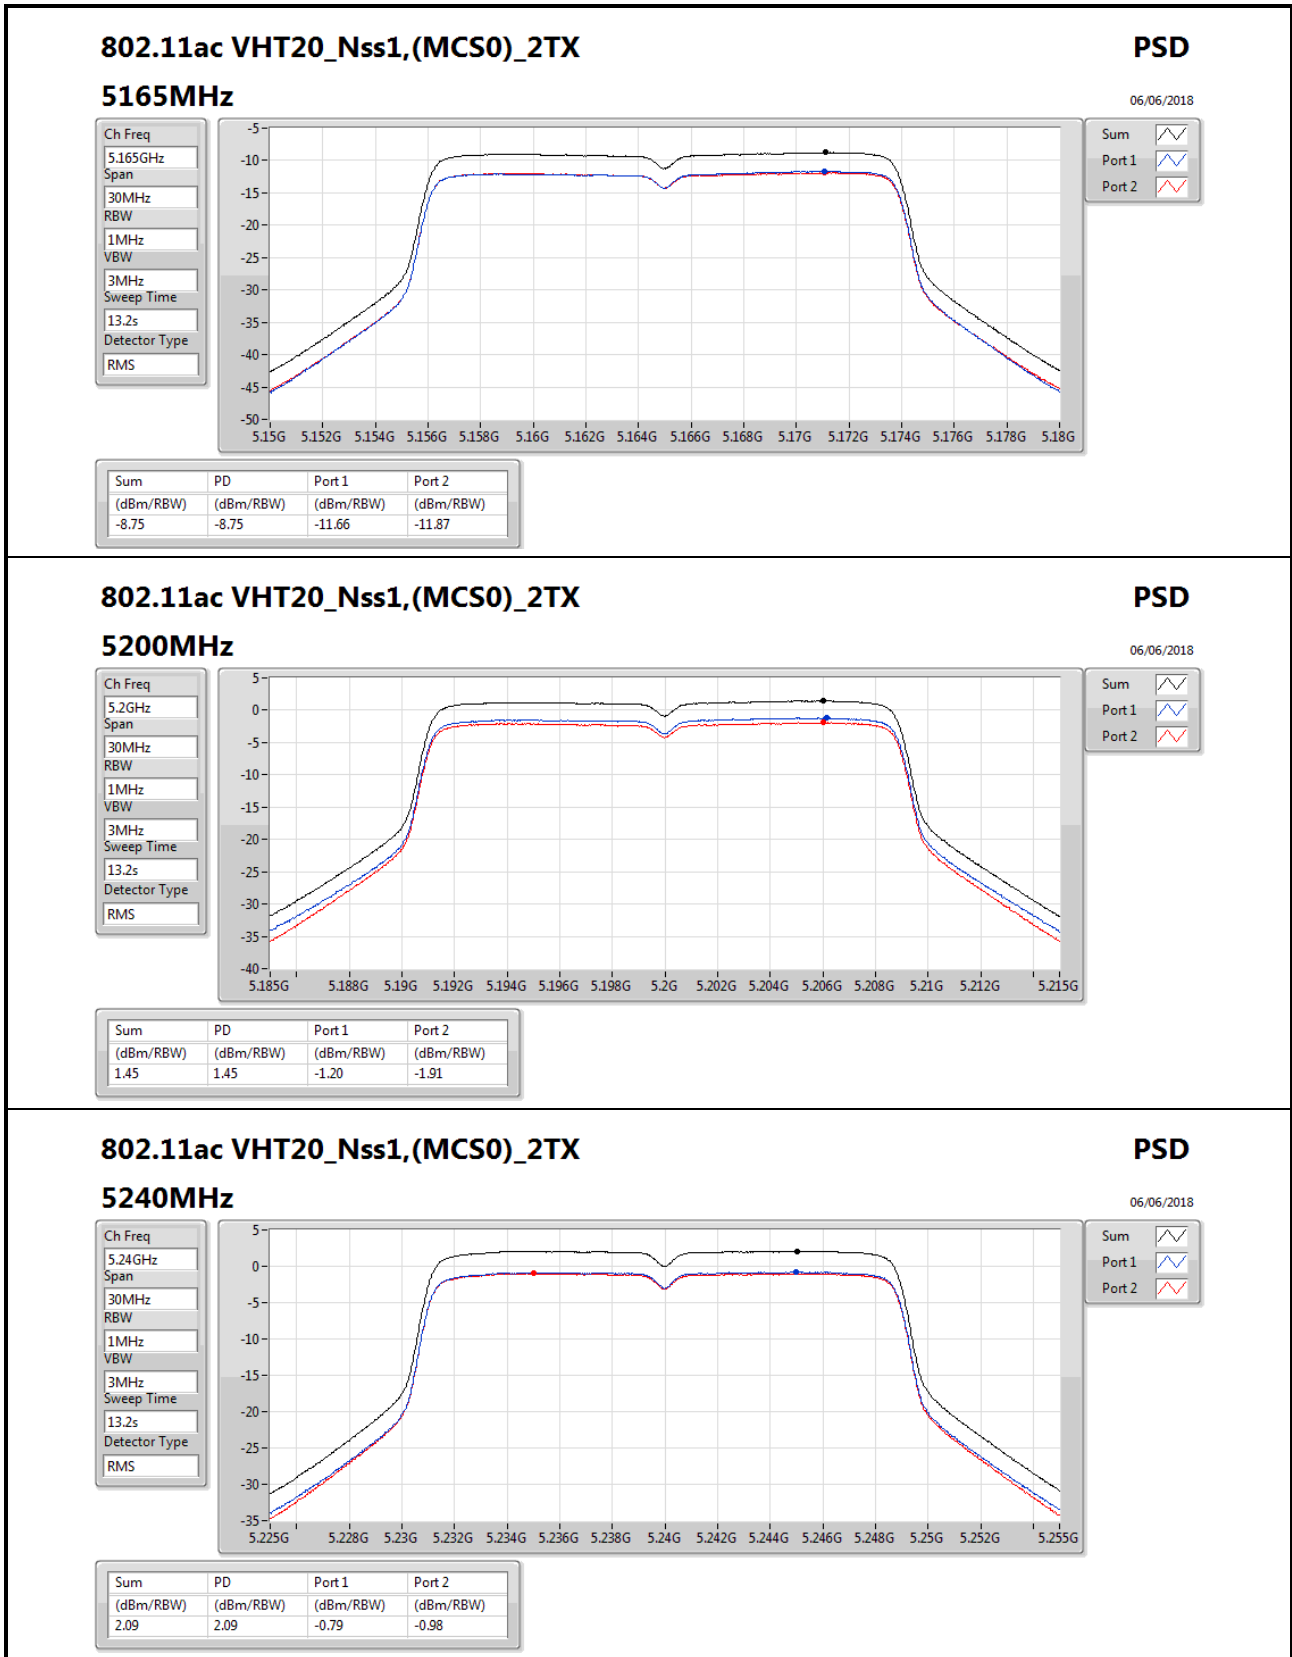 802.11ac VHT20_Nss1,(MCS0)_2TX PSD
5165MHz 06/06/2018
Ch Freq
5.165GHz
Span
30MHz
RBW
1MHz
VBW
3MHz
Sweep Time
13.2s
Detector Type
RMS
-5
-10
-15
-20
-25
-30
-35
-40
-45
-50
5.15G 5.152G 5.154G 5.156G 5.158G 5.16G 5.162G 5.164G 5.166G 5.168G 5.17G 5.172G 5.174G 5.176G 5.178G 5.18G
Sum
Port 1
Port 2
Sum PD Port 1 Port 2
(dBm/RBW) (dBm/RBW) (dBm/RBW) (dBm/RBW)
-8.75 -8.75 -11.66 -11.87
802.11ac VHT20_Nss1,(MCS0)_2TX PSD
5200MHz 06/06/2018
Ch Freq
5.2GHz
Span
30MHz
RBW
1MHz
VBW
3MHz
Sweep Time
13.2s
Detector Type
RMS
5
0
-5
-10
-15
-20
-25
-30
-35
-40
5.185G 5.188G 5.19G 5.192G 5.194G 5.196G 5.198G 5.2G 5.202G 5.204G 5.206G 5.208G 5.21G 5.212G 5.215G
Sum
Port 1
Port 2
Sum PD Port 1 Port 2
(dBm/RBW) (dBm/RBW) (dBm/RBW) (dBm/RBW)
1.45 1.45 -1.20 -1.91
802.11ac VHT20_Nss1,(MCS0)_2TX PSD
5240MHz 06/06/2018
Ch Freq
5.24GHz
Span
30MHz
RBW
1MHz
VBW
3MHz
Sweep Time
13.2s
Detector Type
RMS
5
0
-5
-10
-15
-20
-25
-30
-35
5.225G 5.228G 5.23G 5.232G 5.234G 5.236G 5.238G 5.24G 5.242G 5.244G 5.246G 5.248G 5.25G 5.252G 5.255G
Sum
Port 1
Port 2
Sum PD Port 1 Port 2
(dBm/RBW) (dBm/RBW) (dBm/RBW) (dBm/RBW)
2.09 2.09 -0.79 -0.98